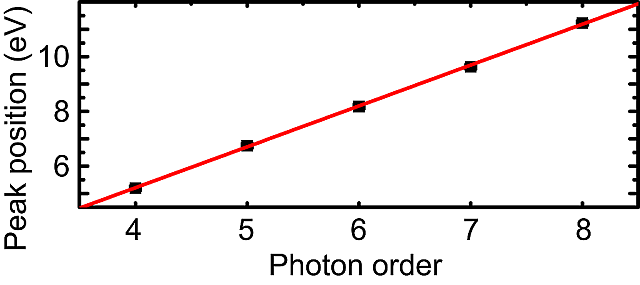 Peak position (eV)
10
8
6
4 5 6 7 8
Photon order